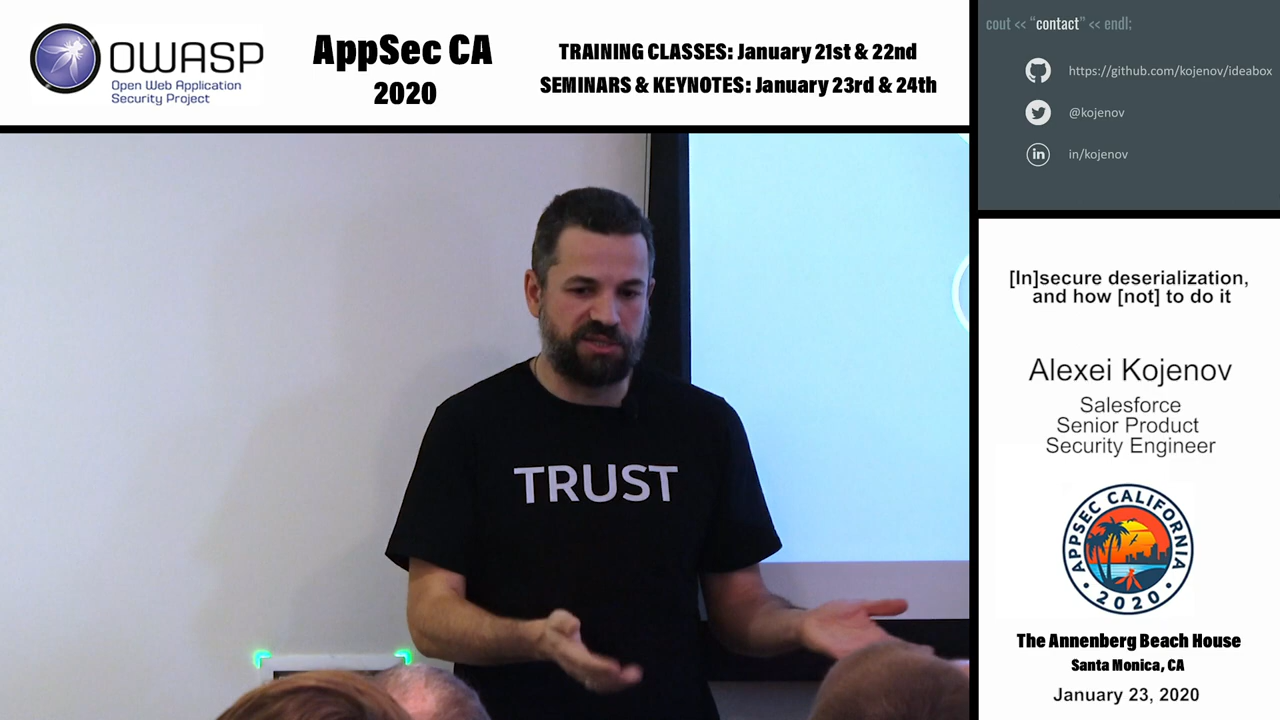 OWASP
Open Web Application
Security Project
AppSec CA
2020
TRAINING CLASSES: January 21st & 22nd
SEMINARS & KEYNOTES: January 23rd & 24th
cout << “contact” << endl;
https://github.com/kojenov/ideabox
@kojenov
in
in/kojenov
TRUST
[In]secure deserialization,
and how [not] to do it
Alexei Kojenov
Salesforce
Senior Product
Security Engineer
APPSEC CALIFORNIA
• 2020 •
The Annenberg Beach House
Santa Monica, CA
January 23, 2020